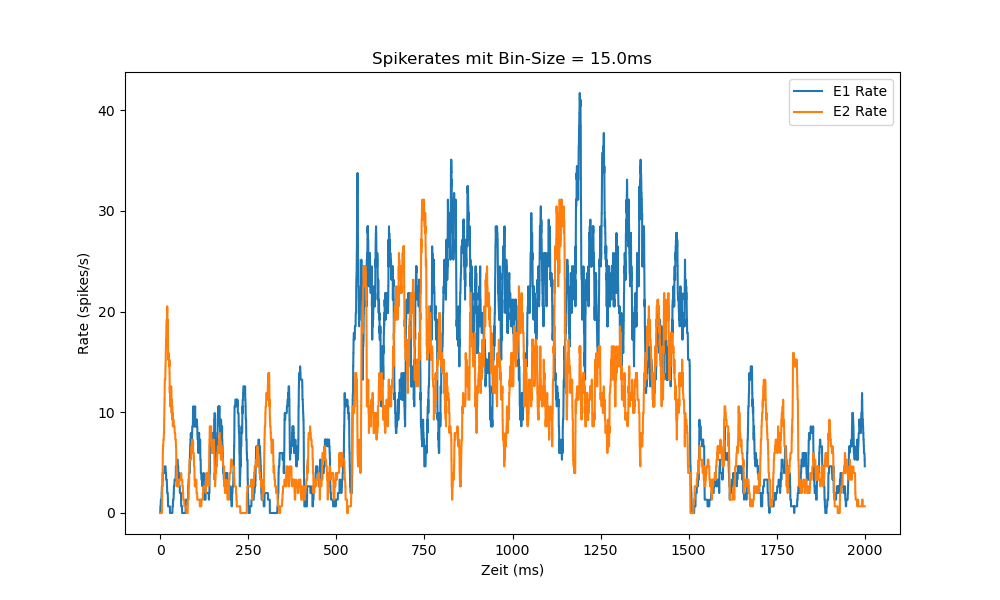 Spikerates mit Bin-Size = 15.0ms
E1 Rate
E2 Rate
40
30
20
10
0
Rate (spikes/s)
0 250 500 750 1000 1250 1500 1750 2000
Zeit (ms)